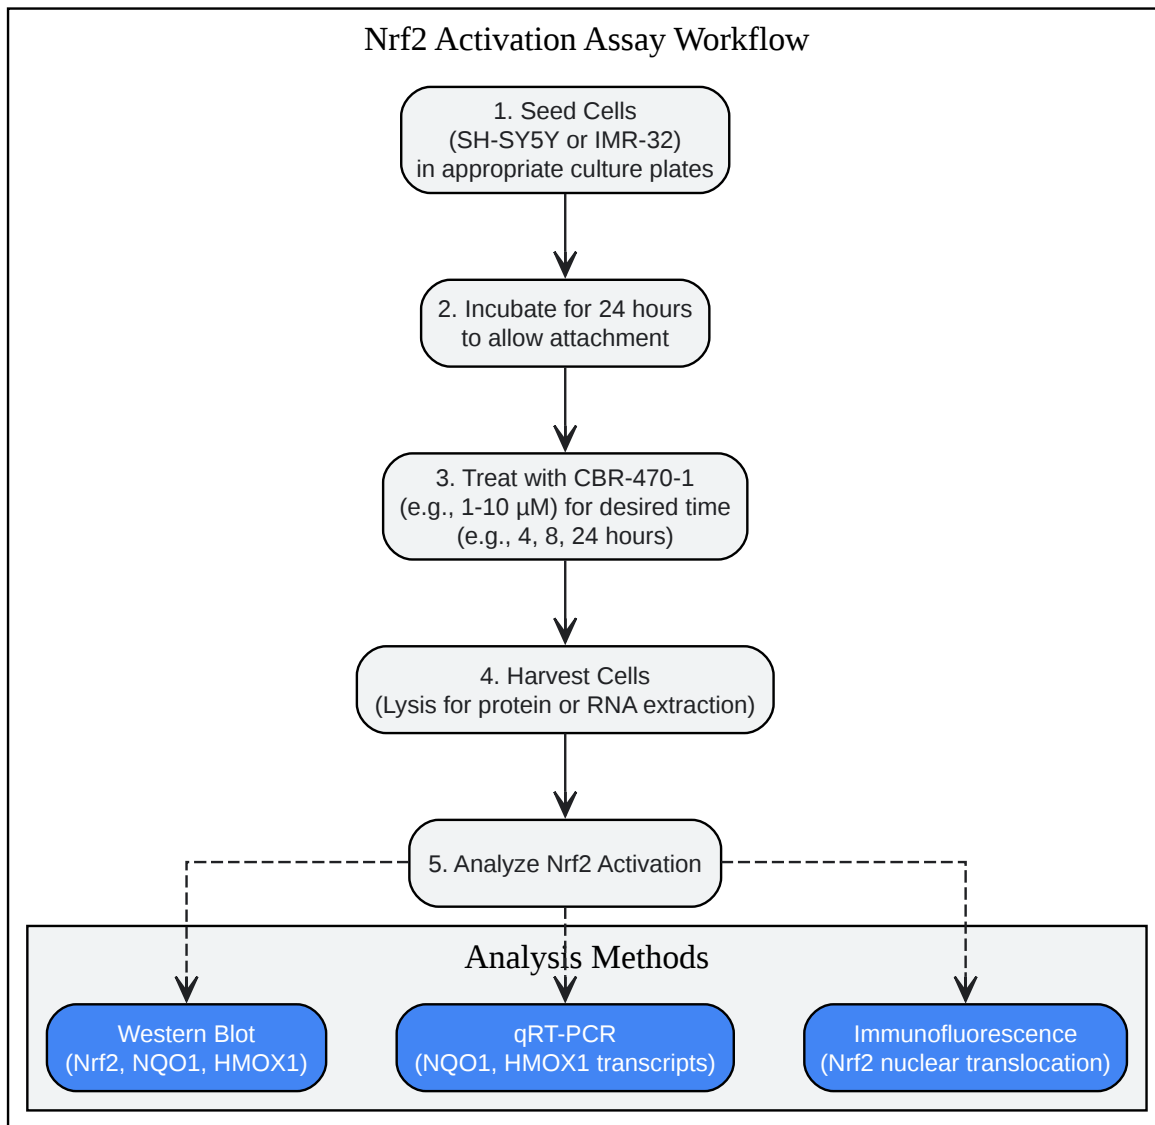 Nrf2 Activation Assay Workflow
1. Seed Cells
(SH-SY5Y or IMR-32)
in appropriate culture plates
2. Incubate for 24 hours
to allow attachment
3. Treat with CBR-470-1
(e.g., 1-10 µM) for desired time
(e.g., 4, 8, 24 hours)
4. Harvest Cells
(Lysis for protein or RNA extraction)
5. Analyze Nrf2 Activation
Analysis Methods
Western Blot
(Nrf2, NQO1, HMOX1)
qRT-PCR
(NQO1, HMOX1 transcripts)
Immunofluorescence
(Nrf2 nuclear translocation)